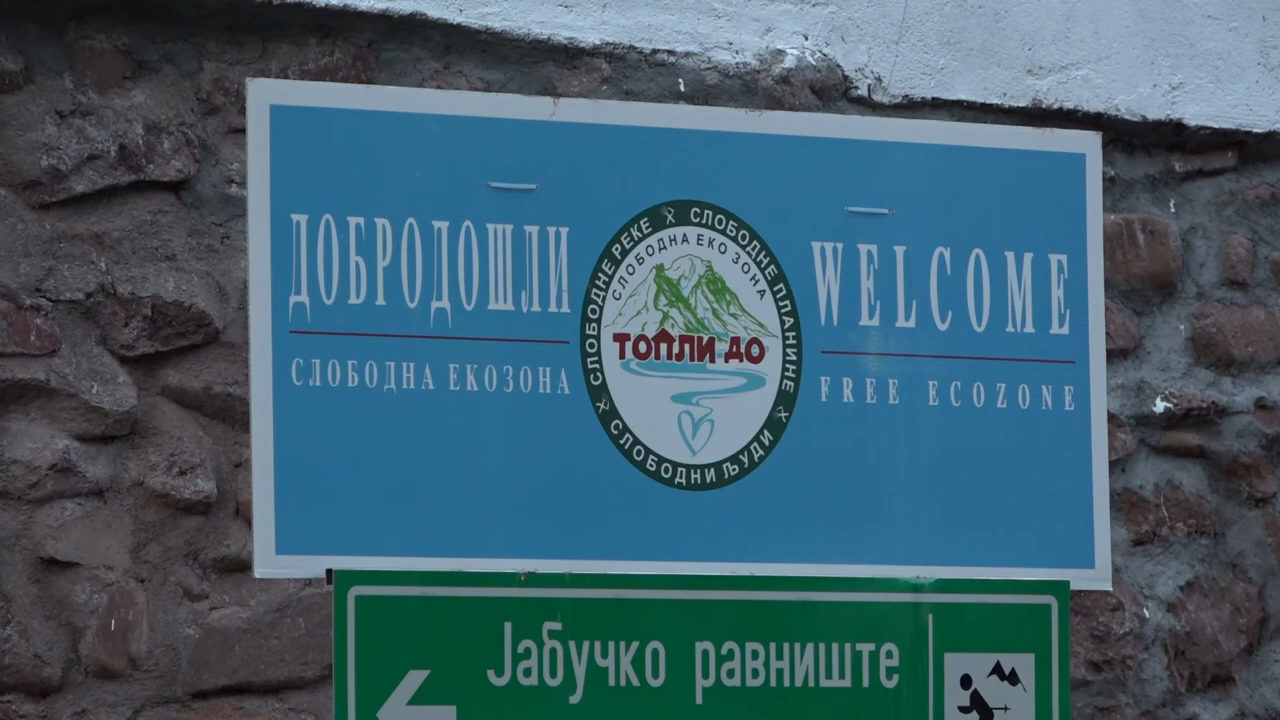 ДОБРОДОШЛИ
СЛОБОДНА ЕКОЗОНА
СЛОБОДНЕ РЕКЕ
СЛОБОДНЕ ПЛАНИНЕ
СЛОБОДНИ ЉУДИ
СЛОБОДНА ЕКО ЗОНА
ТОПЛИ ДО
WELCOME
FREE ECOZONE
Јабучко равниште